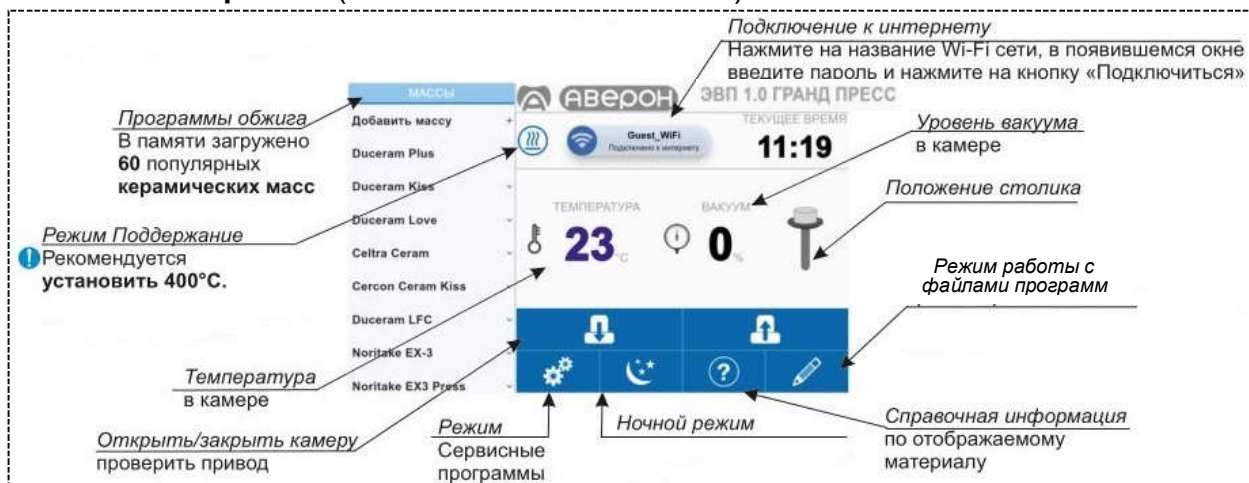 Подключение к интернету
Нажмите на название Wi-Fi сети, в появившемся окне
введите пароль и нажмите на кнопку «Подключиться»
Программы обжига
В памяти загружено
60 популярных
керамических масс
Режим Поддержание
Рекомендуется
установить 400°C.
Температура
в камере
Открыть/закрыть камеру
проверить привод
МАССЫ
Добавить массу +
Duceram Plus
Duceram Kiss
Duceram Love
Celtra Ceram
Cercon Ceram Kiss
Duceram LFC
Noritake EX-3
Noritake EX3 Press
АВЕРОН ЭВП 1.0 ГРАНД ПРЕСС
Guest_WiFi
Подключено к интернету
ТЕКУЩЕЕ ВРЕМЯ
11:19
ТЕМПЕРАТУРА
23 °C
ВАКУУМ
0 %
Уровень вакуума
в камере
Положение столика
Режим работы с
файлами программ
Режим
Сервисные
программы
Ночной режим
Справочная информация
по отображаемому
материалу